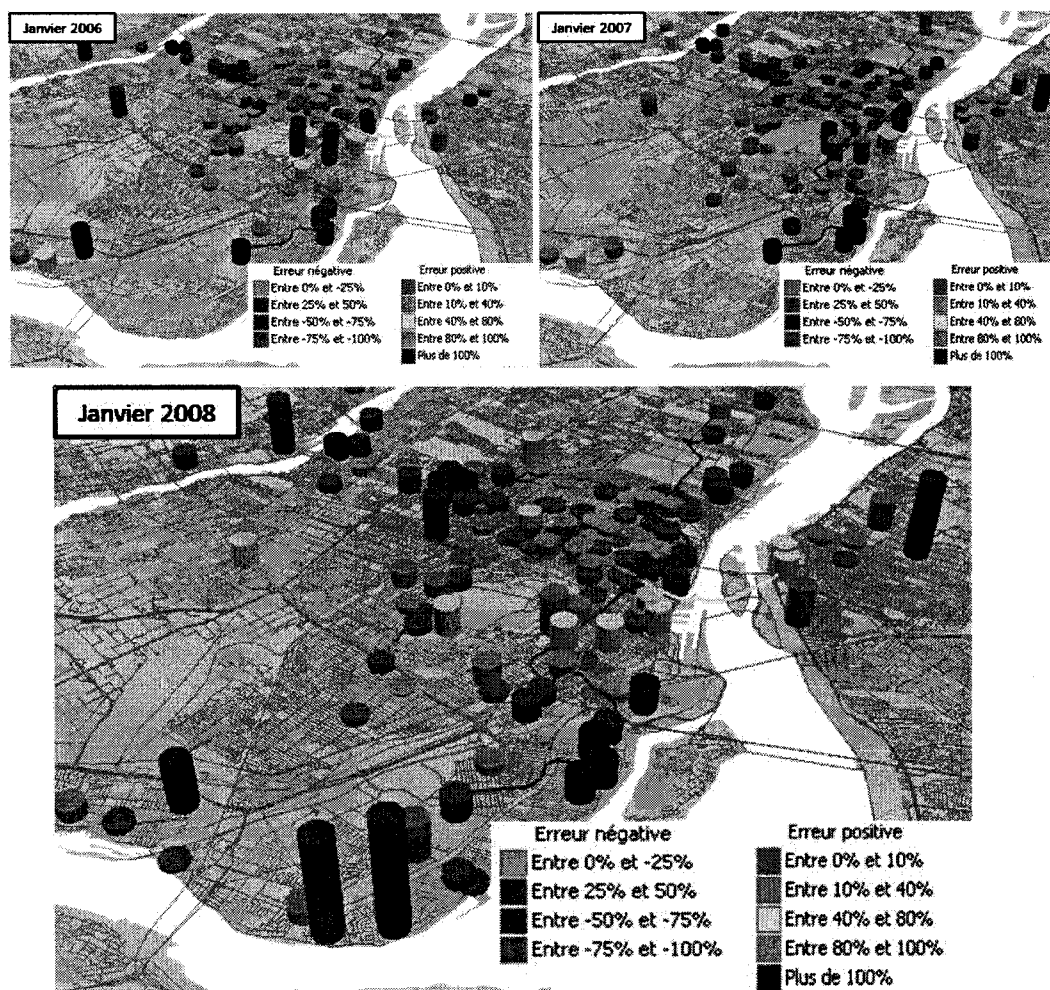 Janvier 2006
Erreur négative
Entre 0% et -25%
Entre 25% et 50%
Entre -50% et -75%
Entre -75% et -100%
Erreur positive
Entre 0% et 10%
Entre 10% et 40%
Entre 40% et 80%
Entre 80% et 100%
Plus de 100%
Janvier 2007
Erreur négative
Entre 0% et -25%
Entre 25% et 50%
Entre -50% et -75%
Entre -75% et -100%
Erreur positive
Entre 0% et 10%
Entre 10% et 40%
Entre 40% et 80%
Entre 80% et 100%
Plus de 100%
Janvier 2008
Erreur négative
Entre 0% et -25%
Entre 25% et 50%
Entre -50% et -75%
Entre -75% et -100%
Erreur positive
Entre 0% et 10%
Entre 10% et 40%
Entre 40% et 80%
Entre 80% et 100%
Plus de 100%